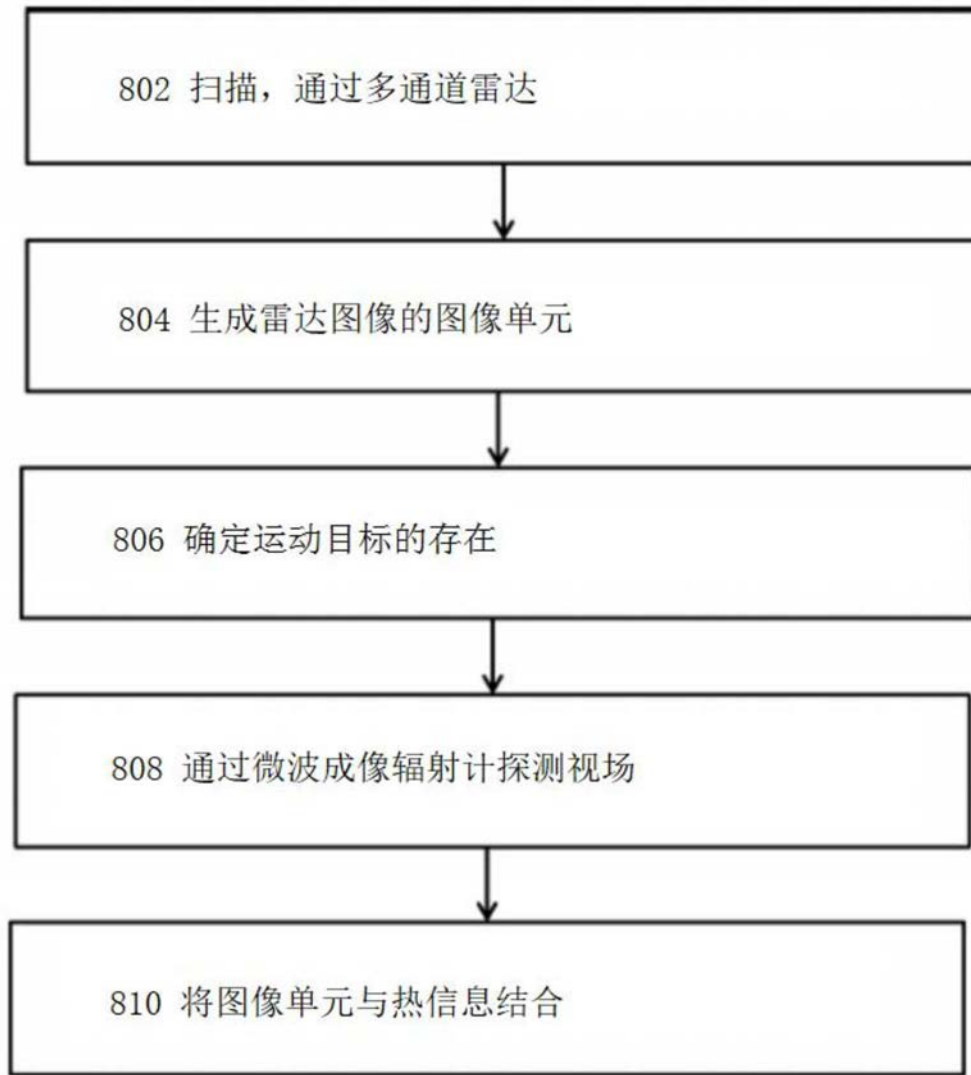 802 扫描，通过多通道雷达
804 生成雷达图像的图像单元
806 确定运动目标的存在
808 通过微波成像辐射计探测视场
810 将图像单元与热信息结合